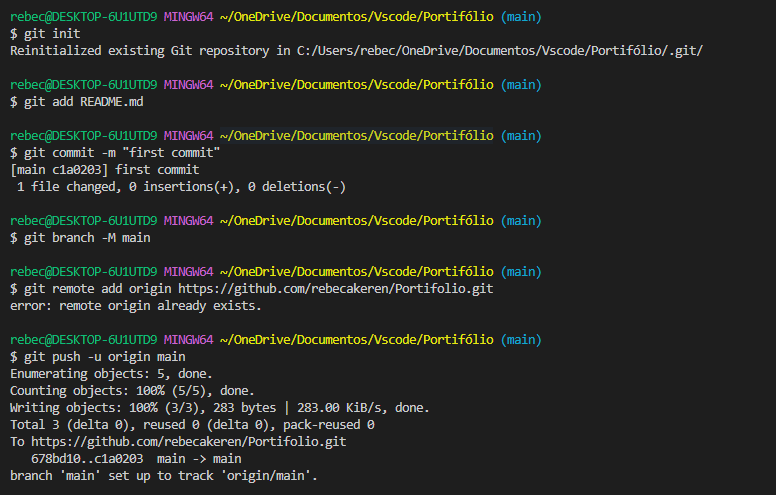 rebec@DESKTOP-6U1UTD9 MINGW64 ~/OneDrive/Documentos/Vscode/Portifólio (main)
$ git init
Reinitialized existing Git repository in C:/Users/rebec/OneDrive/Documentos/Vscode/Portifólio/.git/
rebec@DESKTOP-6U1UTD9 MINGW64 ~/OneDrive/Documentos/Vscode/Portifólio (main)
$ git add README.md
rebec@DESKTOP-6U1UTD9 MINGW64 ~/OneDrive/Documentos/Vscode/Portifólio (main)
$ git commit -m "first commit"
[main c1a0203] first commit
 1 file changed, 0 insertions(+), 0 deletions(-)
rebec@DESKTOP-6U1UTD9 MINGW64 ~/OneDrive/Documentos/Vscode/Portifólio (main)
$ git branch -M main
rebec@DESKTOP-6U1UTD9 MINGW64 ~/OneDrive/Documentos/Vscode/Portifólio (main)
$ git remote add origin https://github.com/rebecakeren/Portifolio.git
error: remote origin already exists.
rebec@DESKTOP-6U1UTD9 MINGW64 ~/OneDrive/Documentos/Vscode/Portifólio (main)
$ git push -u origin main
Enumerating objects: 5, done.
Counting objects: 100% (5/5), done.
Writing objects: 100% (3/3), 283 bytes | 283.00 KiB/s, done.
Total 3 (delta 0), reused 0 (delta 0), pack-reused 0
To https://github.com/rebecakeren/Portifolio.git
   678bd10..c1a0203  main -> main
branch 'main' set up to track 'origin/main'.